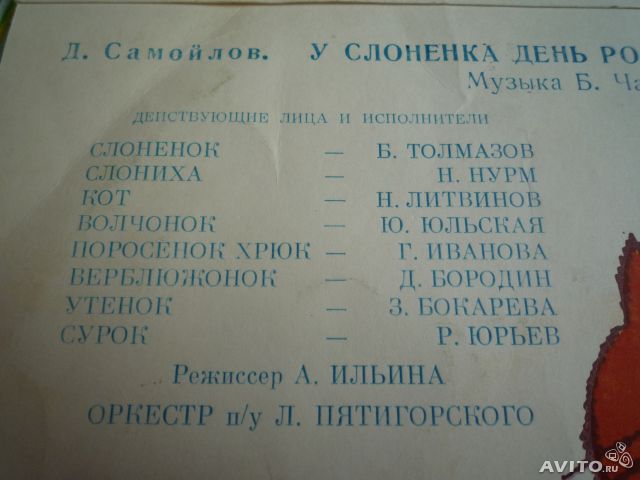 Д. Самойлов. У СЛОНЕНКА ДЕНЬ РО
Музыка Б. Ча
ДЕЙСТВУЮЩИЕ ЛИЦА И ИСПОЛНИТЕЛИ
СЛОНЕНОК — Б. ТОЛМАЗОВ
СЛОНИХА — Н. НУРМ
КОТ — Н. ЛИТВИНОВ
ВОЛЧОНОК — Ю. ЮЛЬСКАЯ
ПОРОСЕНОК ХРЮК — Г. ИВАНОВА
ВЕРБЛЮЖОНОК — Д. БОРОДИН
УТЕНОК — З. БОКАРЕВА
СУРОК — Р. ЮРЬЕВ
Режиссер А. ИЛЬИНА
ОРКЕСТР п/у Л. ПЯТИГОРСКОГО
AVITO.ru